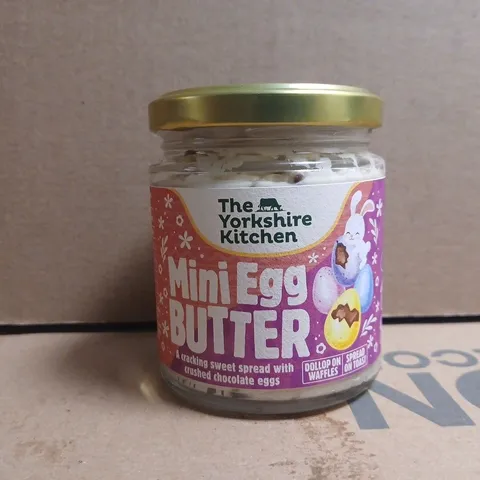 The
Yorkshire
Kitchen
Mini Egg
BUTTER
A cracking sweet spread with
crushed chocolate eggs
DOLLOP ON
WAFFLES
SPREAD
ON TOAST